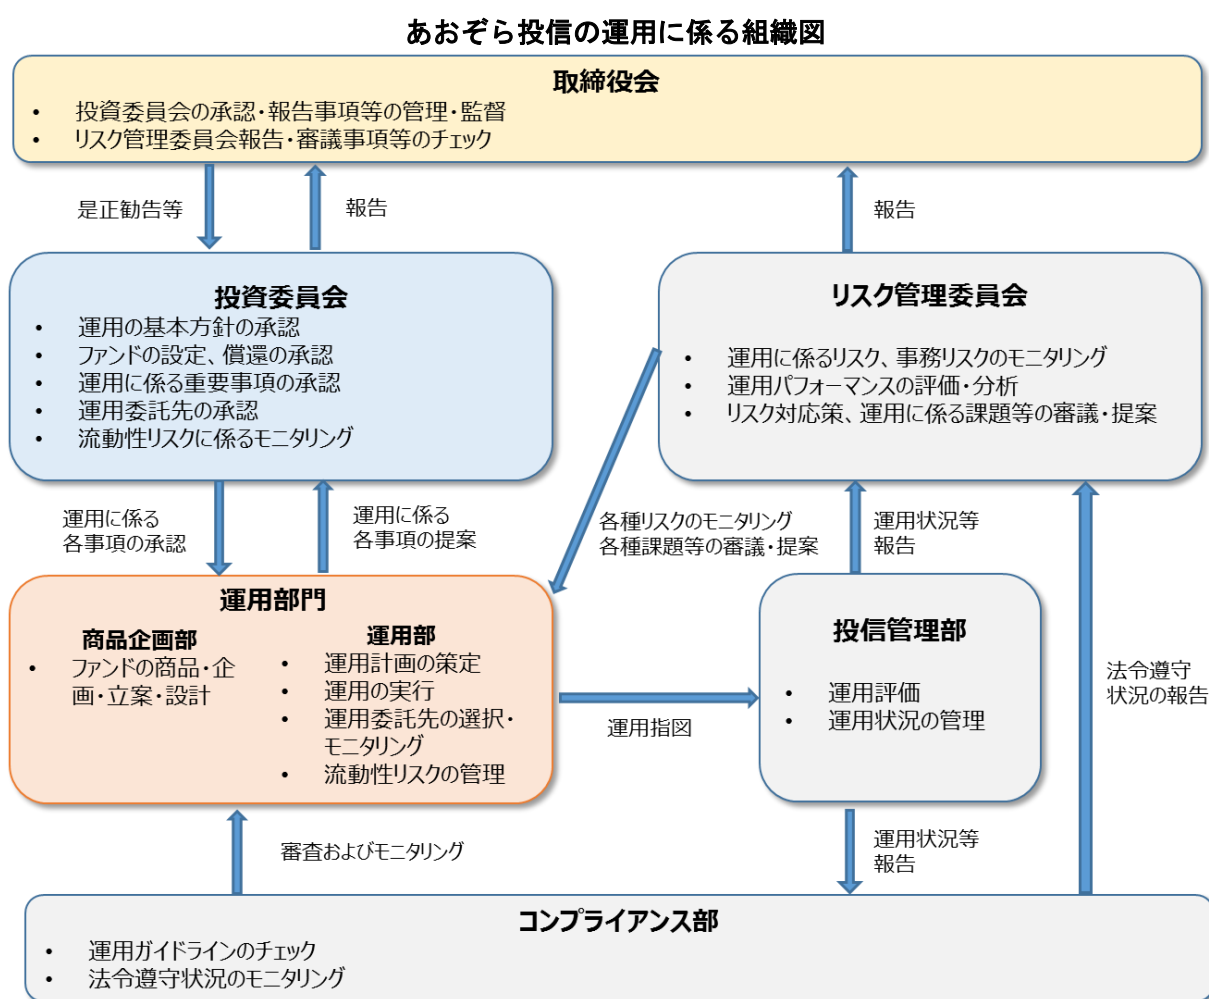 あおぞら投信の運用に係る組織図
取締役会
• 投資委員会の承認・報告事項等の管理・監督
• リスク管理委員会報告・審議事項等のチェック
是正勧告等
報告
報告
投資委員会
• 運用の基本方針の承認
• ファンドの設定、償還の承認
• 運用に係る重要事項の承認
• 運用委託先の承認
• 流動性リスクに係るモニタリング
リスク管理委員会
• 運用に係るリスク、事務リスクのモニタリング
• 運用パフォーマンスの評価・分析
• リスク対応策、運用に係る課題等の審議・提案
運用に係る
各事項の承認
運用に係る
各事項の提案
各種リスクのモニタリング
各種課題等の審議・提案
運用状況等
報告
運用部門
商品企画部
• ファンドの商品・企
画・立案・設計
運用部
• 運用計画の策定
• 運用の実行
• 運用委託先の選択・
モニタリング
• 流動性リスクの管理
運用指図
投信管理部
• 運用評価
• 運用状況の管理
法令遵守
状況の報告
審査およびモニタリング
運用状況等
報告
コンプライアンス部
• 運用ガイドラインのチェック
• 法令遵守状況のモニタリング